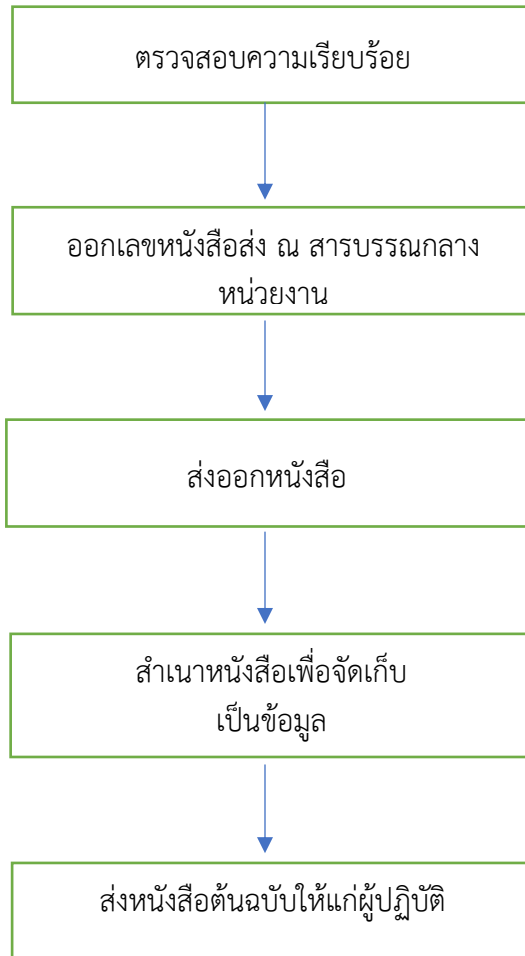 ตรวจสอบความเรียบร้อย
ออกเลขหนังสือส่ง ณ สารบรรณกลาง
หน่วยงาน
ส่งออกหนังสือ
สำเนาหนังสือเพื่อจัดเก็บ
เป็นข้อมูล
ส่งหนังสือต้นฉบับให้แก่ผู้ปฏิบัติ